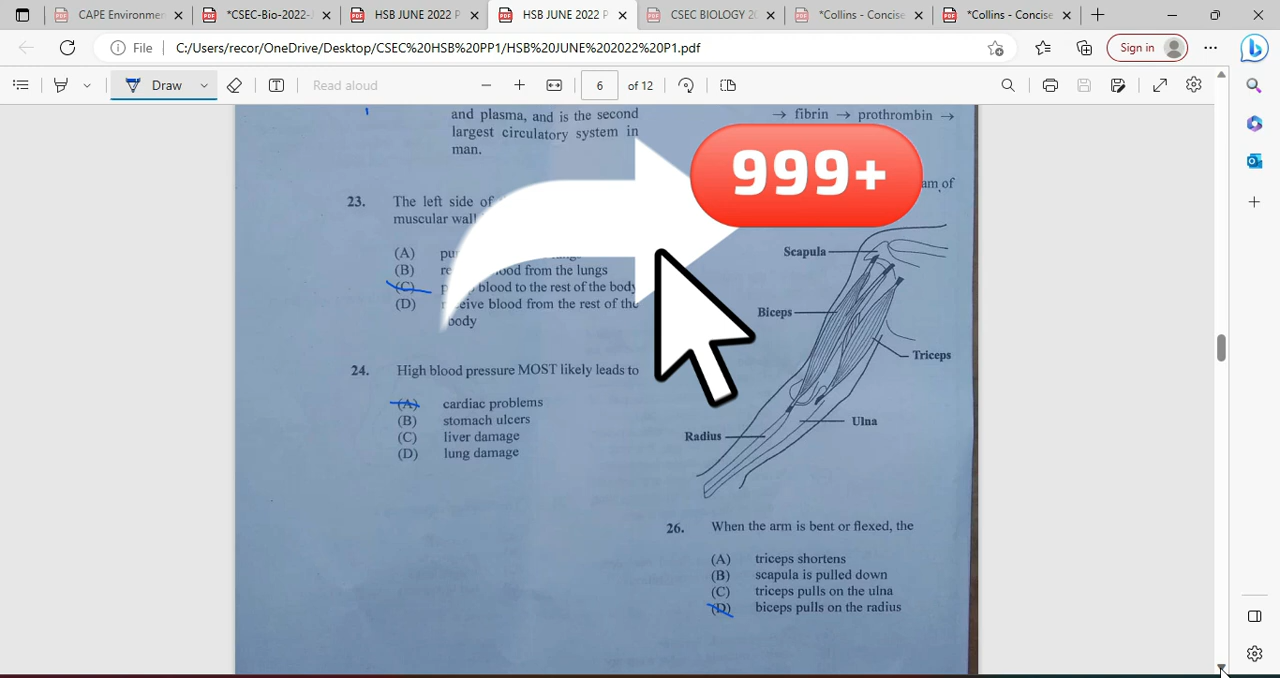 CAPE Environmen
*CSEC-Bio-2022-
HSB JUNE 2022 P
HSB JUNE 2022 P
CSEC BIOLOGY 20
*Collins - Concise
*Collins - Concise
File
C:/Users/recor/OneDrive/Desktop/CSEC%20HSB%20PP1/HSB%20JUNE%202022%20P1.pdf
Sign in
Draw
Read aloud
6 of 12
and plasma, and is the second
largest circulatory system in
man.
23. The left side of
muscular wall
(A)
(B) blood from the lungs
(C) blood to the rest of the body
(D) receive blood from the rest of the
body
24. High blood pressure MOST likely leads to
(A) cardiac problems
(B) stomach ulcers
(C) liver damage
(D) lung damage
→ fibrin → prothrombin →
999+
am of
Scapula
Biceps
Triceps
Ulna
Radius
26. When the arm is bent or flexed, the
(A) triceps shortens
(B) scapula is pulled down
(C) triceps pulls on the ulna
(D) biceps pulls on the radius